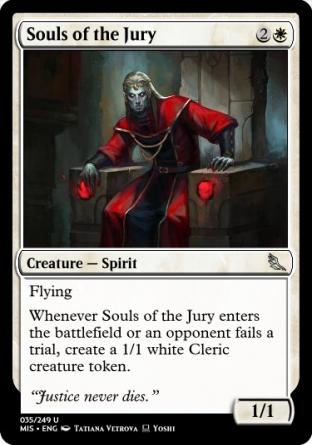 Souls of the Jury 2
Creature — Spirit
Flying
Whenever Souls of the Jury enters
the battlefield or an opponent fails a
trial, create a 1/1 white Cleric
creature token.
“Justice never dies.”
1/1
035/249 U
MIS • ENG Tatiana Vetrova Yoshi